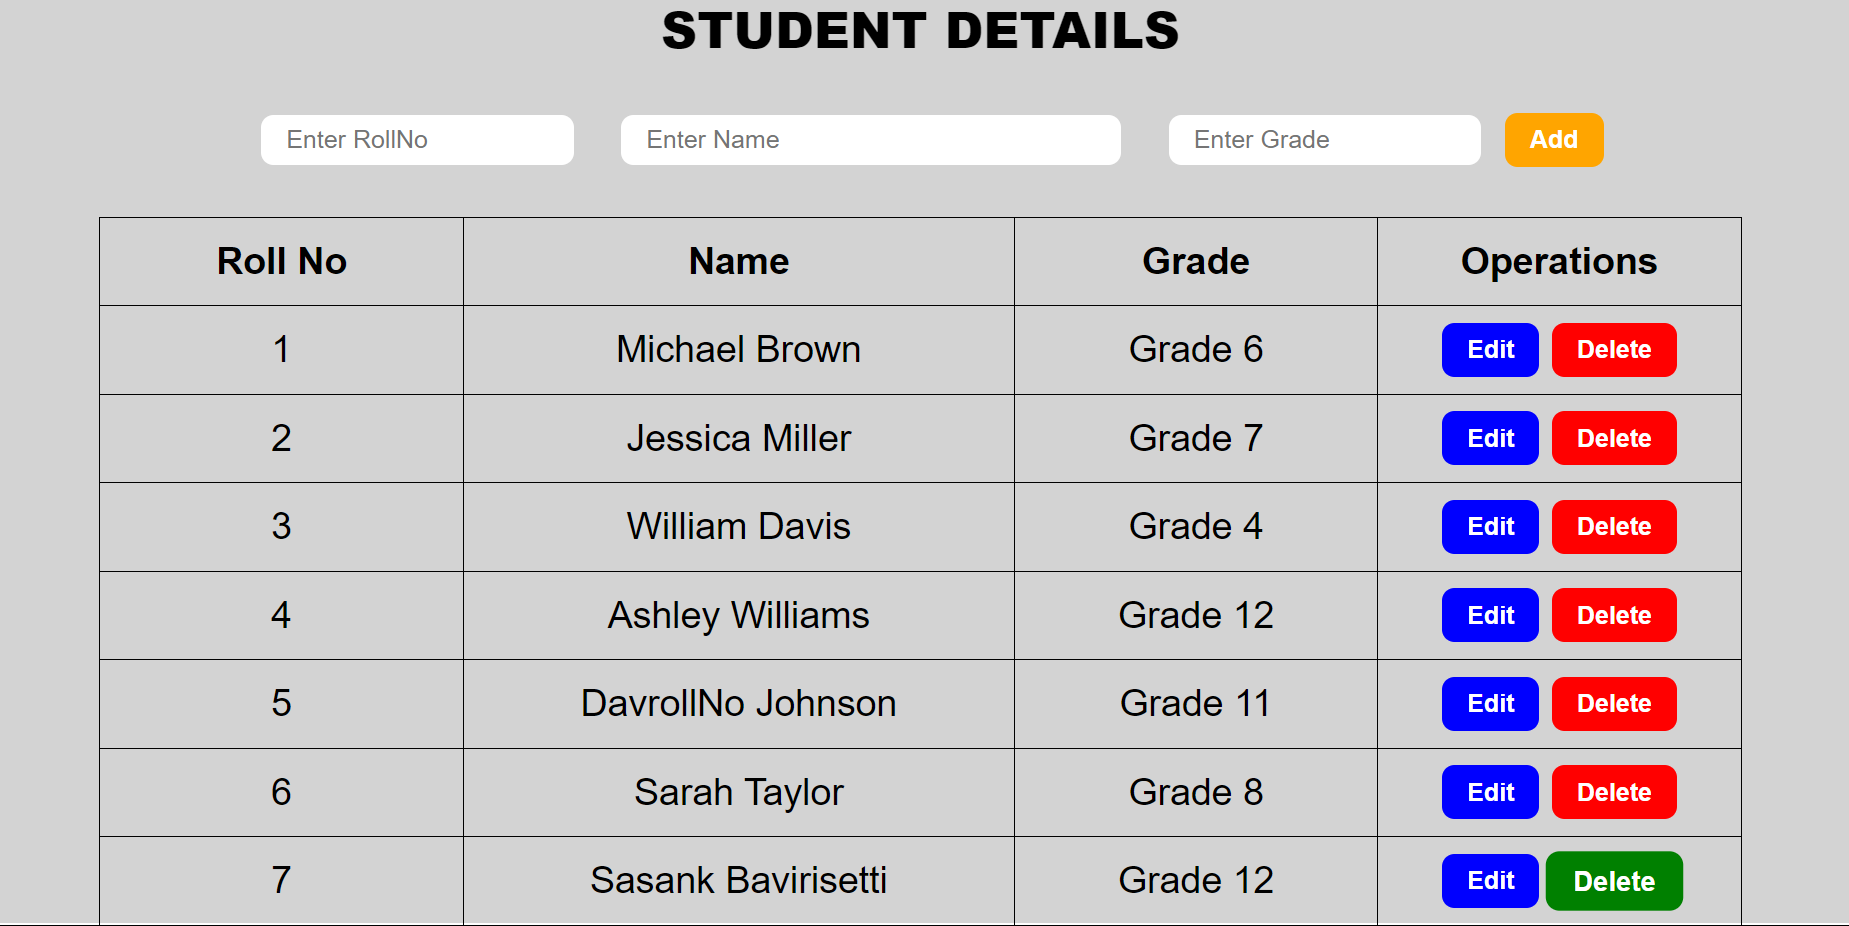 STUDENT DETAILS
Enter RollNo Enter Name Enter Grade Add
Roll No Name Grade Operations
1 Michael Brown Grade 6 Edit Delete
2 Jessica Miller Grade 7 Edit Delete
3 William Davis Grade 4 Edit Delete
4 Ashley Williams Grade 12 Edit Delete
5 DavrollNo Johnson Grade 11 Edit Delete
6 Sarah Taylor Grade 8 Edit Delete
7 Sasank Bavirisetti Grade 12 Edit Delete